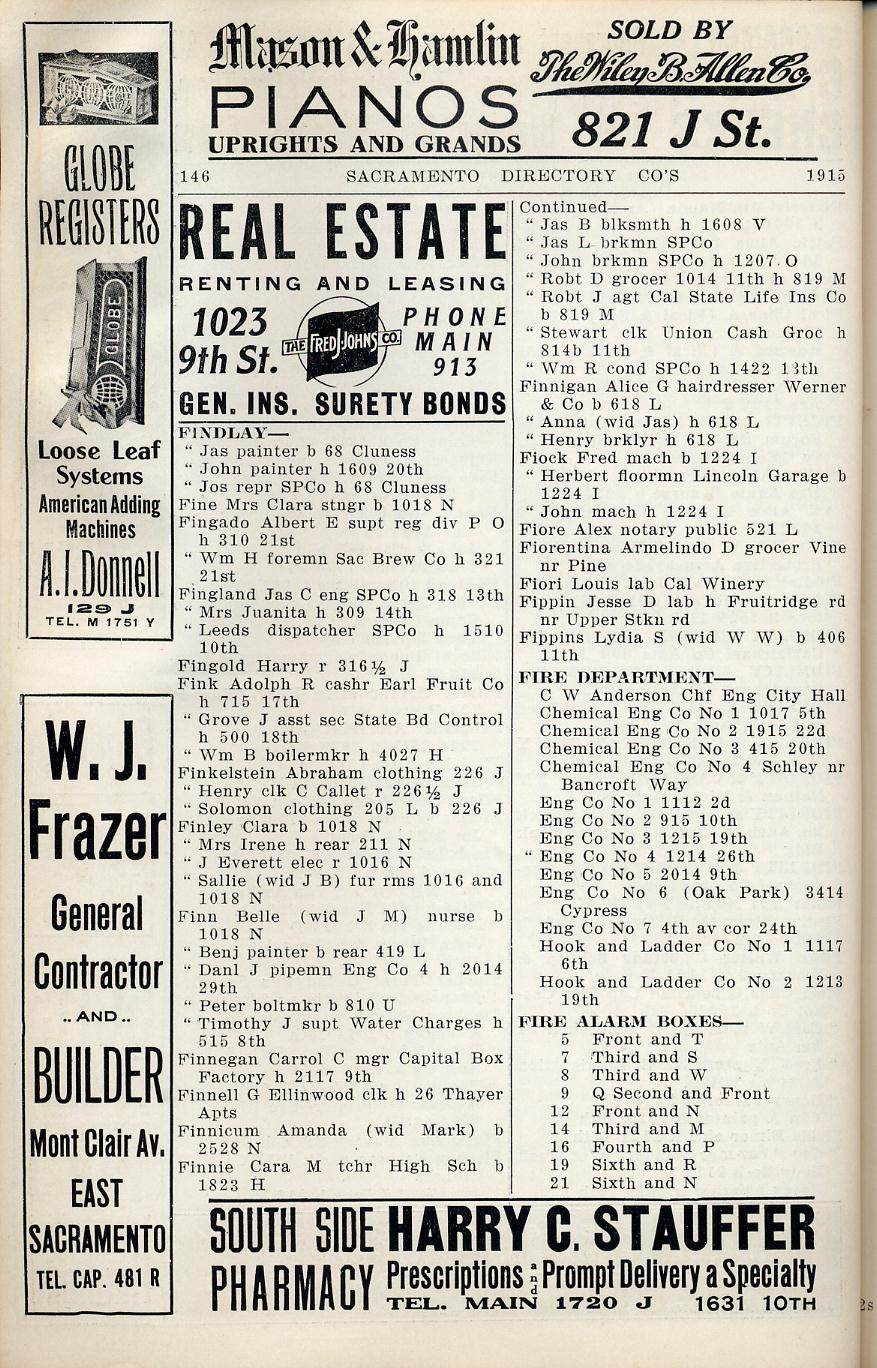 Mason & Hamlin
PIANOS
UPRIGHTS AND GRANDS
SOLD BY
The Wiley B. Allen Co.
821 J St.
146 SACRAMENTO DIRECTORY CO'S 1915
GLOBE
REGISTERS
GLOBE
Loose Leaf
Systems
American Adding
Machines
A. I. Donnell
129 J
TEL. M 1751 Y
W. J.
Frazer
General
Contractor
.. AND ..
BUILDER
Mont Clair Av.
EAST
SACRAMENTO
TEL. CAP. 481 R
REAL ESTATE
RENTING AND LEASING
1023
9th St.
THE FRED J. JOHNS CO.
PHONE
MAIN
913
GEN. INS. SURETY BONDS
FINDLAY—
“ Jas painter b 68 Cluness
“ John painter h 1609 20th
“ Jos repr SPCo h 68 Cluness
Fine Mrs Clara stngr b 1018 N
Fingado Albert E supt reg div P O
h 310 21st
“ Wm H foremn Sac Brew Co h 321
21st
Fingland Jas C eng SPCo h 318 13th
“ Mrs Juanita h 309 14th
“ Leeds dispatcher SPCo h 1510
10th
Fingold Harry r 316½ J
Fink Adolph R cashr Earl Fruit Co
h 715 17th
“ Grove J asst sec State Bd Control
h 500 18th
“ Wm B boilermkr h 4027 H
Finkelstein Abraham clothing 226 J
“ Henry clk C Callet r 226½ J
“ Solomon clothing 205 L b 226 J
Finley Clara b 1018 N
“ Mrs Irene h rear 211 N
“ J Everett elec r 1016 N
“ Sallie (wid J B) fur rms 1016 and
1018 N
Finn Belle (wid J M) nurse b
1018 N
“ Benj painter b rear 419 L
“ Danl J pipemn Eng Co 4 h 2014
29th
“ Peter boltmkr b 810 U
“ Timothy J supt Water Charges h
515 8th
Finnegan Carrol C mgr Capital Box
Factory h 2117 9th
Finnell G Ellinwood clk h 26 Thayer
Apts
Finnicum Amanda (wid Mark) b
2528 N
Finnie Cara M tchr High Sch b
1823 H
Continued—
“ Jas B blksmth h 1608 V
“ Jas L brkmn SPCo
“ John brkmn SPCo h 1207 O
“ Robt D grocer 1014 11th h 819 M
“ Robt J agt Cal State Life Ins Co
b 819 M
“ Stewart clk Union Cash Groc h
814b 11th
“ Wm R cond SPCo h 1422 13th
Finnigan Alice G hairdresser Werner
& Co b 618 L
“ Anna (wid Jas) h 618 L
“ Henry brklyr h 618 L
Fiock Fred mach b 1224 I
“ Herbert floormn Lincoln Garage b
1224 I
“ John mach h 1224 I
Fiore Alex notary public 521 L
Fiorentina Armelindo D grocer Vine
nr Pine
Fiori Louis lab Cal Winery
Fippin Jesse D lab h Fruitridge rd
nr Upper Stkn rd
Fippins Lydia S (wid W W) b 406
11th
FIRE DEPARTMENT—
C W Anderson Chf Eng City Hall
Chemical Eng Co No 1 1017 5th
Chemical Eng Co No 2 1915 22d
Chemical Eng Co No 3 415 20th
Chemical Eng Co No 4 Schley nr
Bancroft Way
Eng Co No 1 1112 2d
Eng Co No 2 915 10th
Eng Co No 3 1215 19th
“ Eng Co No 4 1214 26th
Eng Co No 5 2014 9th
Eng Co No 6 (Oak Park) 3414
Cypress
Eng Co No 7 4th av cor 24th
Hook and Ladder Co No 1 1117
6th
Hook and Ladder Co No 2 1213
19th
FIRE ALARM BOXES—
5 Front and T
7 Third and S
8 Third and W
9 Q Second and Front
12 Front and N
14 Third and M
16 Fourth and P
19 Sixth and R
21 Sixth and N
SOUTH SIDE
PHARMACY
HARRY C. STAUFFER
Prescriptions and Prompt Delivery a Specialty
TEL. MAIN 1720 J 1631 10TH
2s